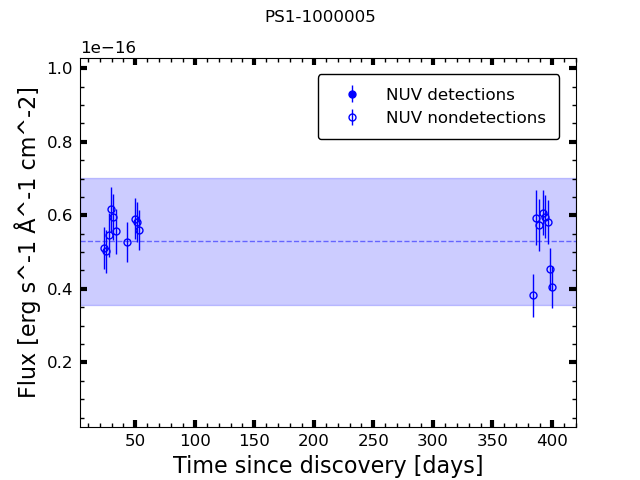 PS1-1000005
1e−16
1.0
0.8
0.6
0.4
0.2
Flux [erg s^-1 Å^-1 cm^-2]
NUV detections
NUV nondetections
50 100 150 200 250 300 350 400
Time since discovery [days]